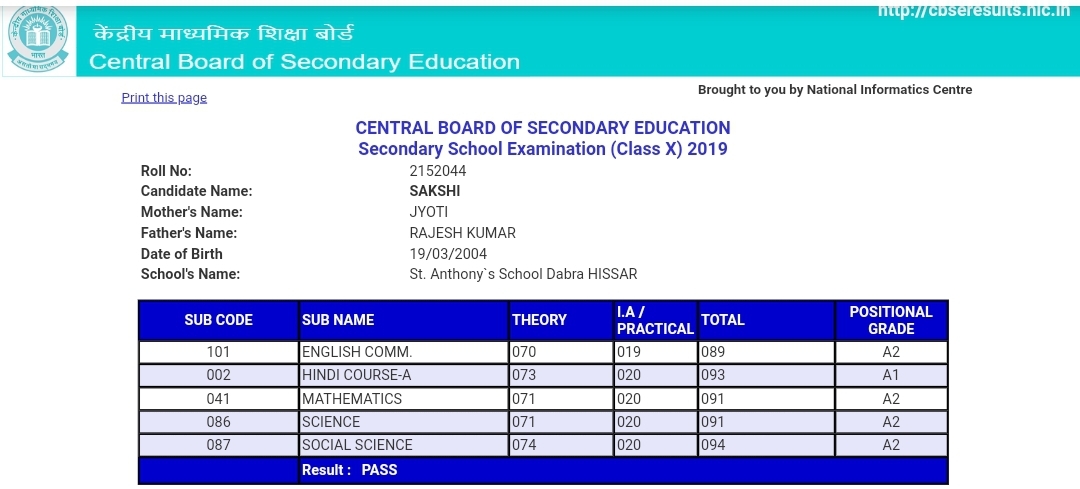 http://cbseresults.nic.in
केंद्रीय माध्यमिक शिक्षा बोर्ड
Central Board of Secondary Education
भारत
Print this page
Brought to you by National Informatics Centre
CENTRAL BOARD OF SECONDARY EDUCATION
Secondary School Examination (Class X) 2019
Roll No: 2152044
Candidate Name: SAKSHI
Mother's Name: JYOTI
Father's Name: RAJESH KUMAR
Date of Birth 19/03/2004
School's Name: St. Anthony`s School Dabra HISSAR
SUB CODE SUB NAME THEORY I.A / PRACTICAL TOTAL POSITIONAL GRADE
101 ENGLISH COMM. 070 019 089 A2
002 HINDI COURSE-A 073 020 093 A1
041 MATHEMATICS 071 020 091 A2
086 SCIENCE 071 020 091 A2
087 SOCIAL SCIENCE 074 020 094 A2
Result : PASS